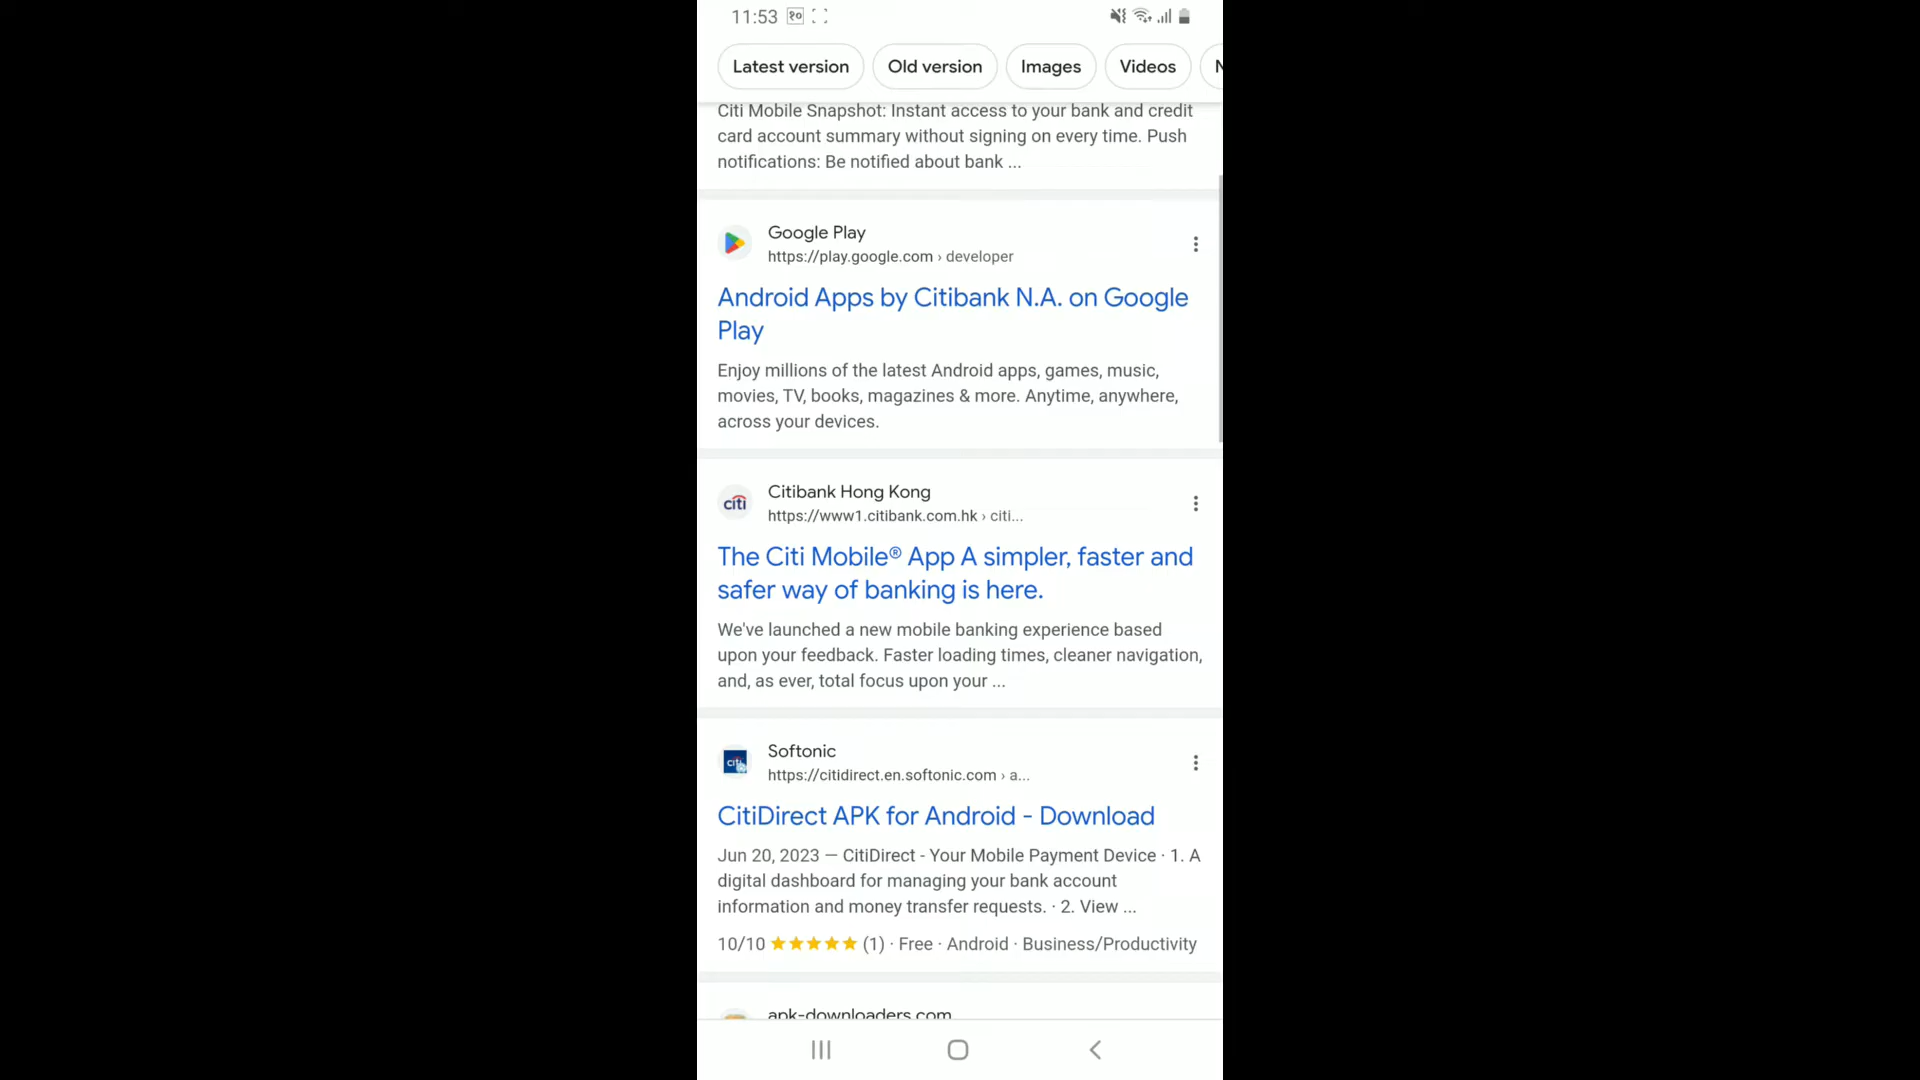 11:53 २०
Latest version Old version Images Videos
Citi Mobile Snapshot: Instant access to your bank and credit
card account summary without signing on every time. Push
notifications: Be notified about bank ...
Google Play
https://play.google.com › developer
Android Apps by Citibank N.A. on Google
Play
Enjoy millions of the latest Android apps, games, music,
movies, TV, books, magazines & more. Anytime, anywhere,
across your devices.
citi
Citibank Hong Kong
https://www1.citibank.com.hk › citi...
The Citi Mobile® App A simpler, faster and
safer way of banking is here.
We've launched a new mobile banking experience based
upon your feedback. Faster loading times, cleaner navigation,
and, as ever, total focus upon your ...
citi
Softonic
https://citidirect.en.softonic.com › a...
CitiDirect APK for Android - Download
Jun 20, 2023 — CitiDirect - Your Mobile Payment Device · 1. A
digital dashboard for managing your bank account
information and money transfer requests. · 2. View ...
10/10 ★★★★★ (1) · Free · Android · Business/Productivity
apk-downloaders.com